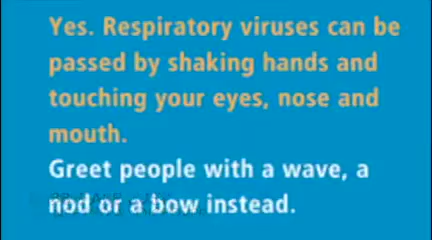 Yes. Respiratory viruses can be
passed by shaking hands and
touching your eyes, nose and
mouth.
Greet people with a wave, a
nod or a bow instead.